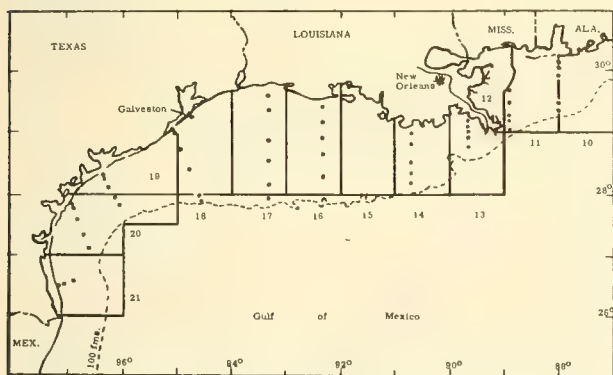 TEXAS
LOUISIANA
MISS.
ALA.
30°
New
Orleans
Galveston
12
11
10
19
28°
18
17
16
15
14
13
20
21
26°
Gulf of Mexico
MEX.
100 fms.
96°
94°
92°
90°
88°